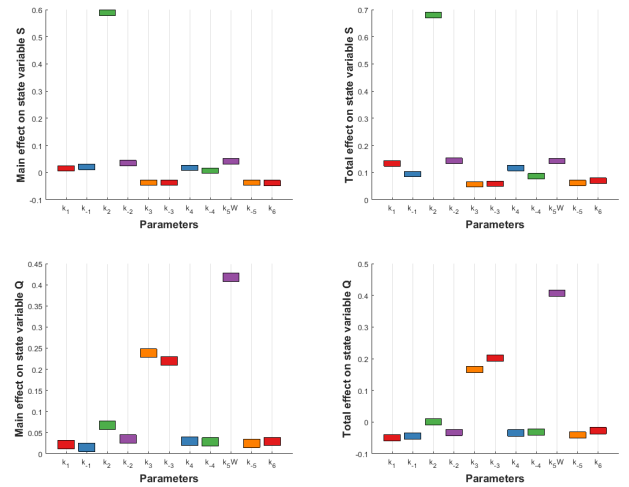 Main effect on state variable S
0.6
0.5
0.4
0.3
0.2
0.1
0
-0.1
k₁ k₋₁ k₂ k₋₂ k₃ k₋₃ k₄ k₋₄ k₅W k₋₅ k₆
Parameters
Total effect on state variable S
0.7
0.6
0.5
0.4
0.3
0.2
0.1
0
k₁ k₋₁ k₂ k₋₂ k₃ k₋₃ k₄ k₋₄ k₅W k₋₅ k₆
Parameters
Main effect on state variable Q
0.45
0.4
0.35
0.3
0.25
0.2
0.15
0.1
0.05
0
k₁ k₋₁ k₂ k₋₂ k₃ k₋₃ k₄ k₋₄ k₅W k₋₅ k₆
Parameters
Total effect on state variable Q
0.5
0.4
0.3
0.2
0.1
0
-0.1
k₁ k₋₁ k₂ k₋₂ k₃ k₋₃ k₄ k₋₄ k₅W k₋₅ k₆
Parameters